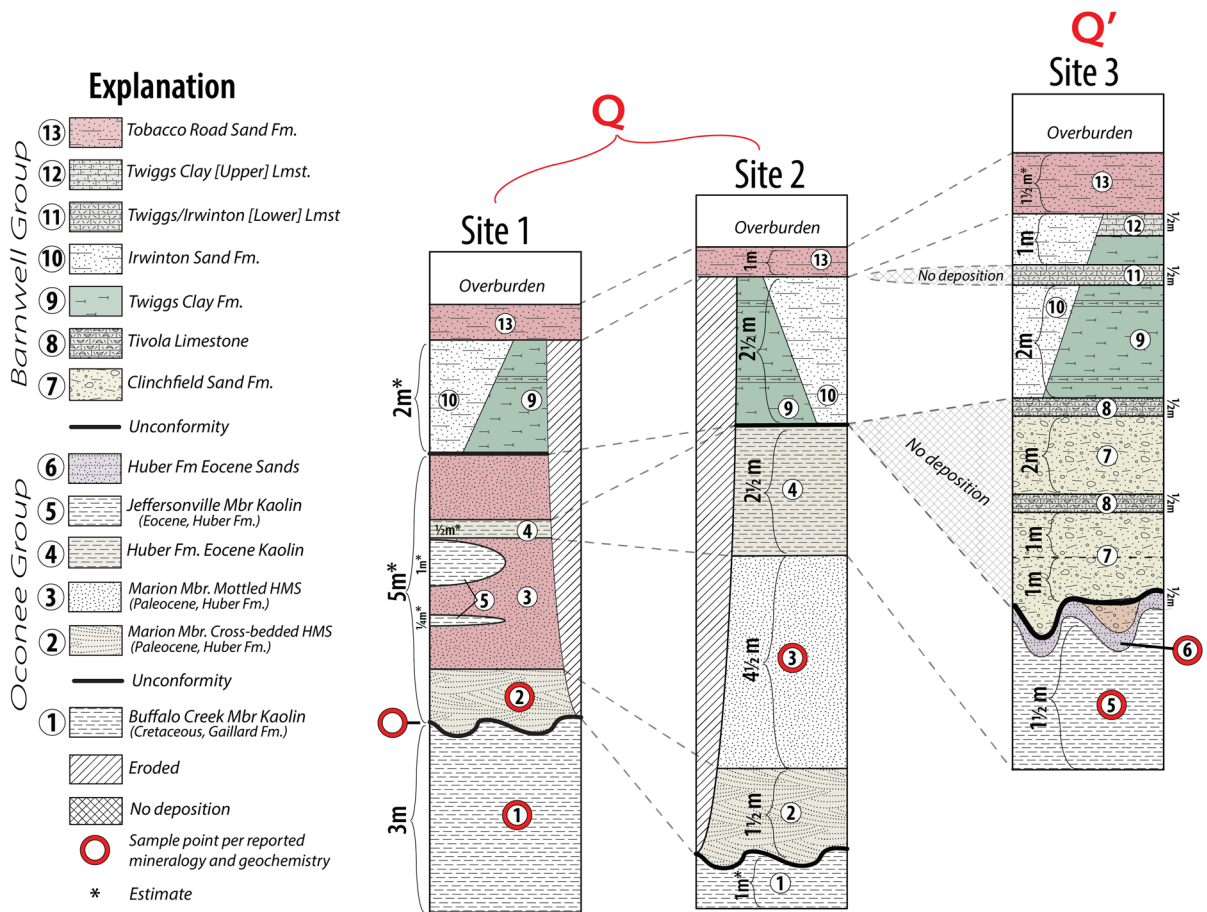 Explanation
Barnwell Group
13 Tobacco Road Sand Fm.
12 Twiggs Clay [Upper] Lmst.
11 Twiggs/Irwinton [Lower] Lmst
10 Irwinton Sand Fm.
9 Twiggs Clay Fm.
8 Tivola Limestone
7 Clinchfield Sand Fm.
Unconformity
Oconee Group
6 Huber Fm Eocene Sands
5 Jeffersonville Mbr Kaolin
(Eocene, Huber Fm.)
4 Huber Fm. Eocene Kaolin
3 Marion Mbr. Mottled HMS
(Paleocene, Huber Fm.)
2 Marion Mbr. Cross-bedded HMS
(Paleocene, Huber Fm.)
Unconformity
1 Buffalo Creek Mbr Kaolin
(Cretaceous, Gaillard Fm.)
Eroded
No deposition
Sample point per reported
mineralogy and geochemistry
* Estimate
Q
Site 1
Overburden
13
2m*
10
9
5m*
½m*
4
1m*
5
3
¼m*
2
3m
1
Site 2
Overburden
1m
13
2½ m
9
10
2½ m
4
4½ m
3
1½ m
2
1m*
1
No deposition
No deposition
Q'
Site 3
Overburden
1½ m*
13
1m
12
½m
11
½m
10
2m
9
8
½m
2m
7
8
½m
1m
7
1m
½m
6
1½ m
5